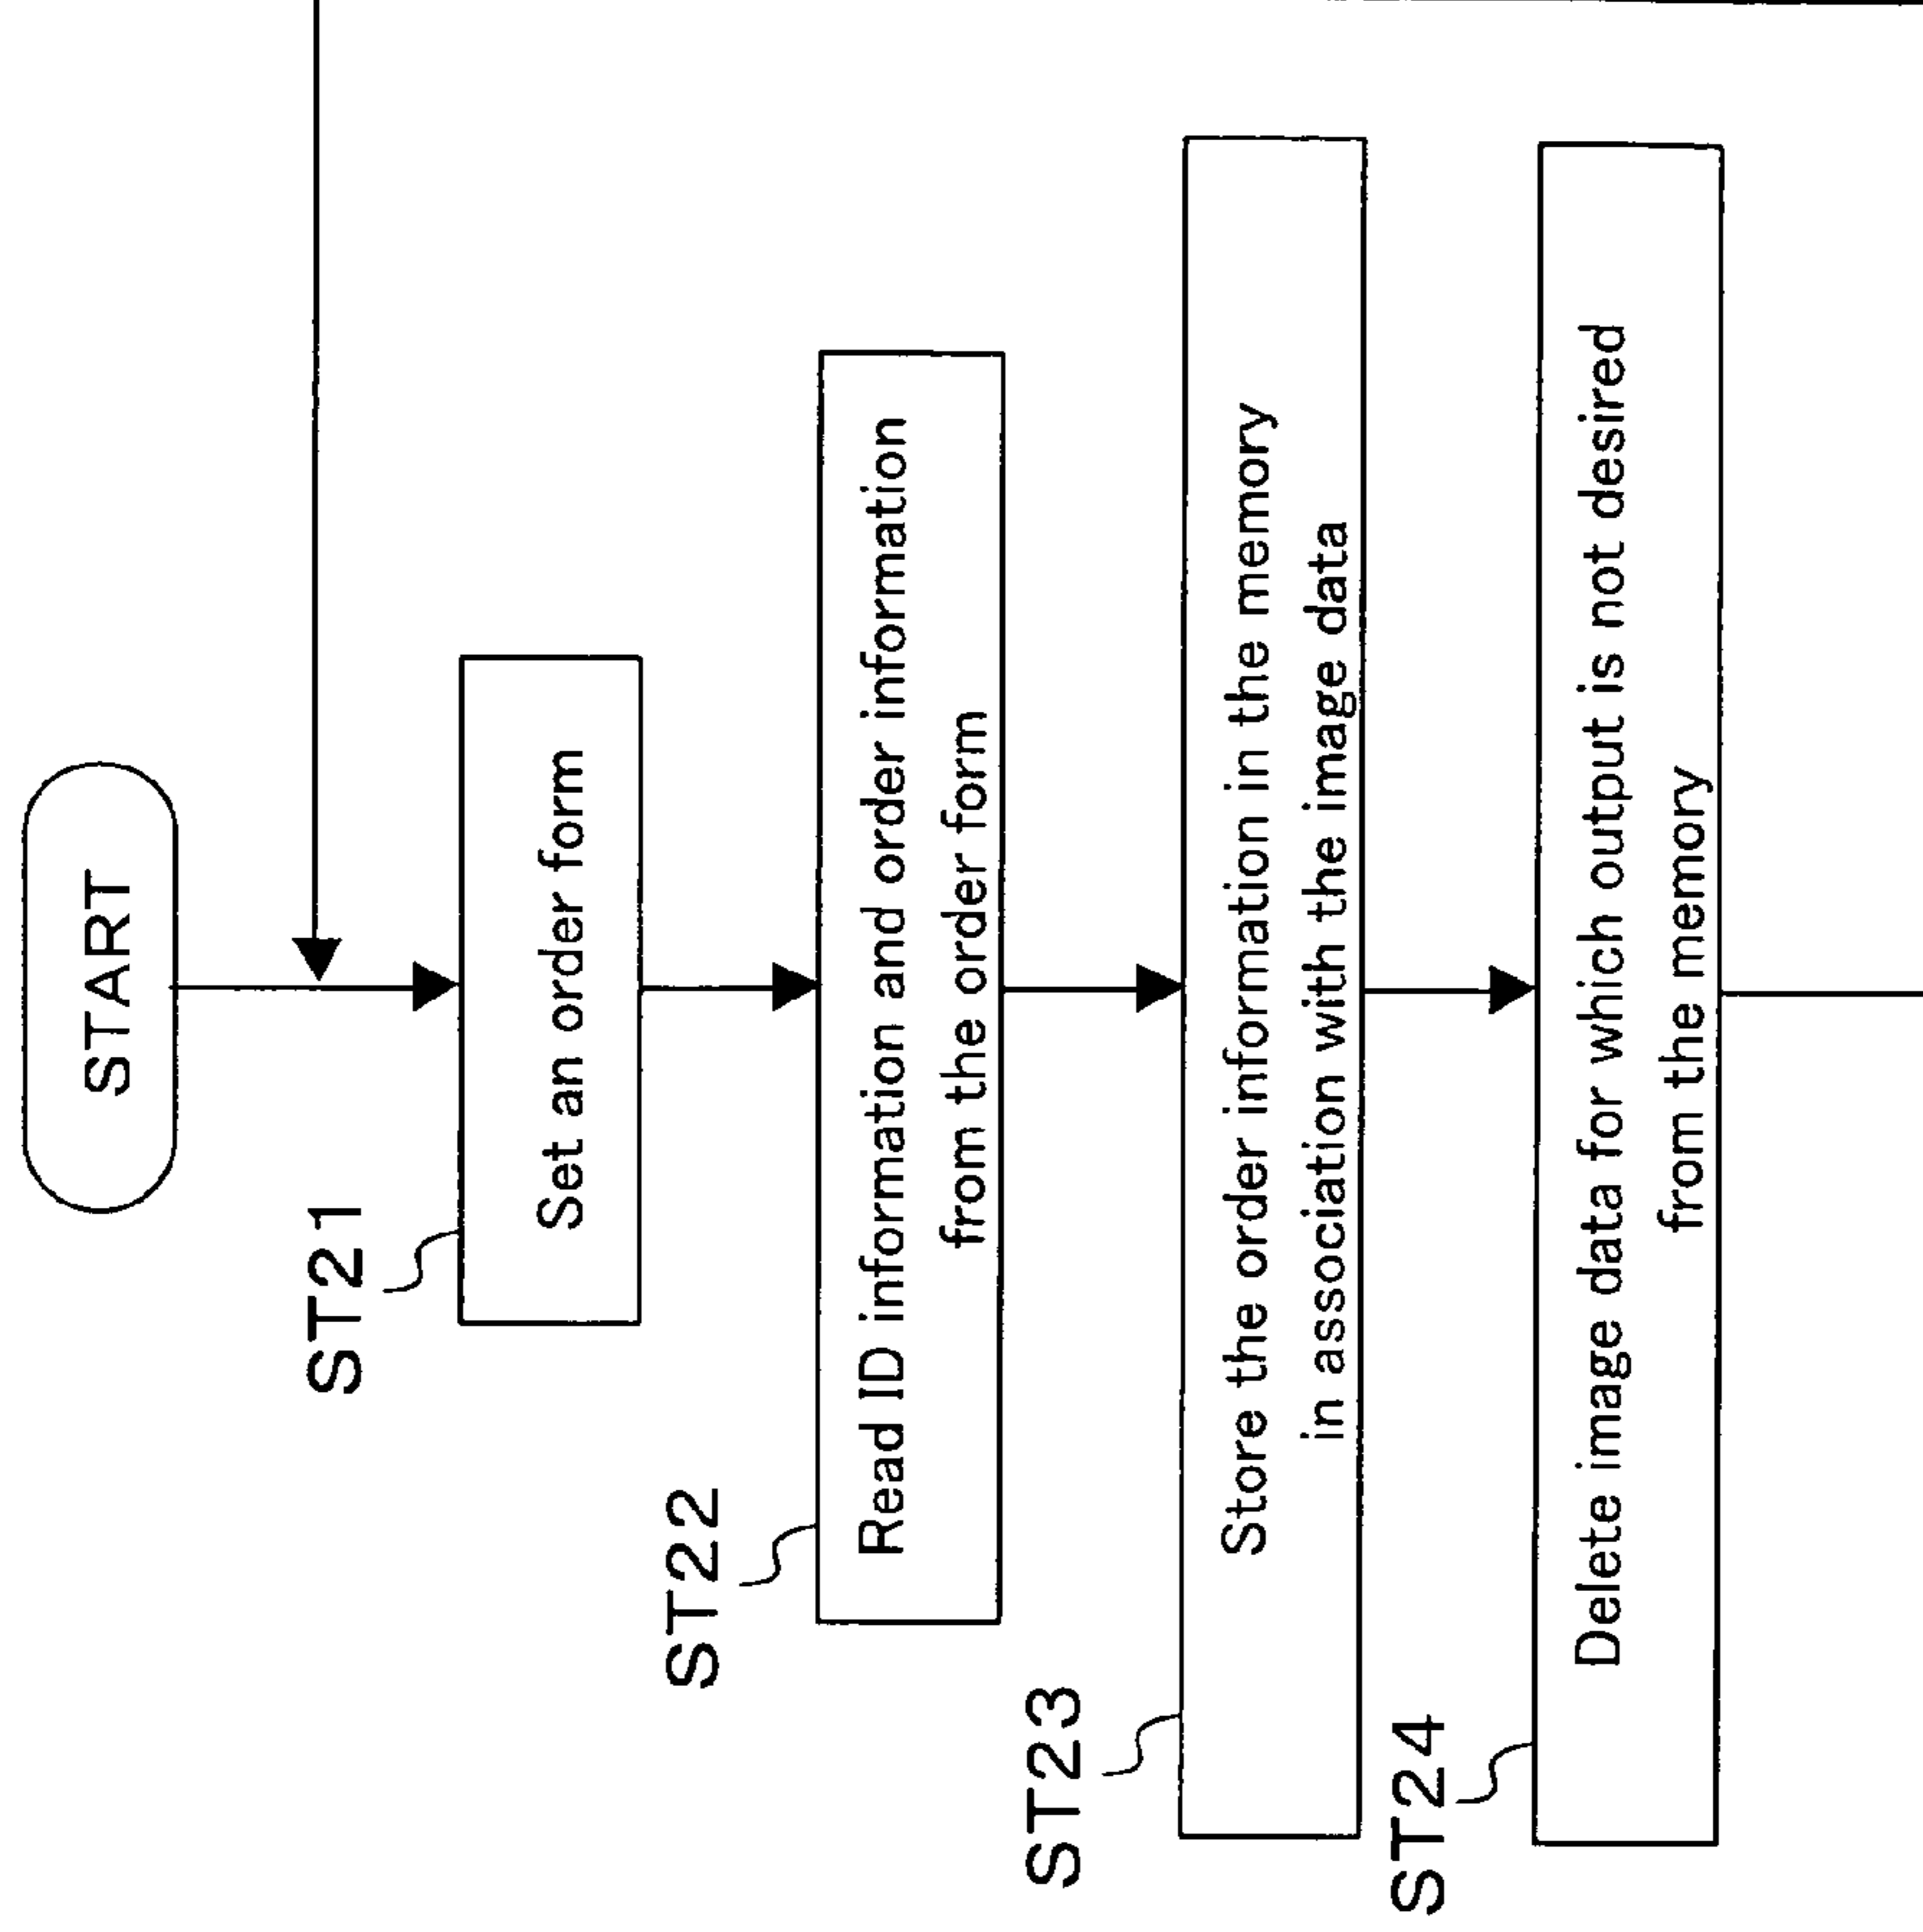 START
ST21
Set an order form
ST22
Read ID information and order information
from the order form
ST23
Store the order information in the memory
in association with the image data
ST24
Delete image data for which output is not desired
from the memory